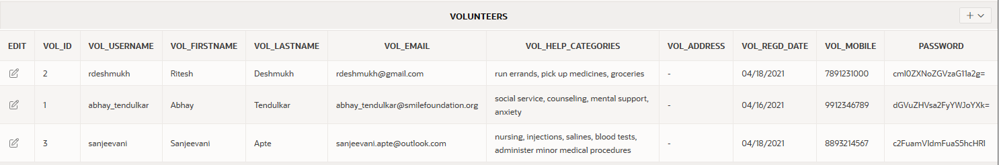 VOLUNTEERS
EDIT VOL_ID VOL_USERNAME VOL_FIRSTNAME VOL_LASTNAME VOL_EMAIL VOL_HELP_CATEGORIES VOL_ADDRESS VOL_REGD_DATE VOL_MOBILE PASSWORD
2 rdeshmukh Ritesh Deshmukh rdeshmukh@gmail.com run errands, pick up medicines, groceries - 04/18/2021 7891231000 cml0ZXNoZGVzaG11a2g=
1 abhay_tendulkar Abhay Tendulkar abhay_tendulkar@smilefoundation.org social service, counseling, mental support, - 04/16/2021 9912346789 dGVuZHVsa2FyYWJoYXk=
anxiety
3 sanjeevani Sanjeevani Apte sanjeevani.apte@outlook.com nursing, injections, salines, blood tests, - 04/18/2021 8893214567 c2FuamVldmFuaS5hcHRl
administer minor medical procedures